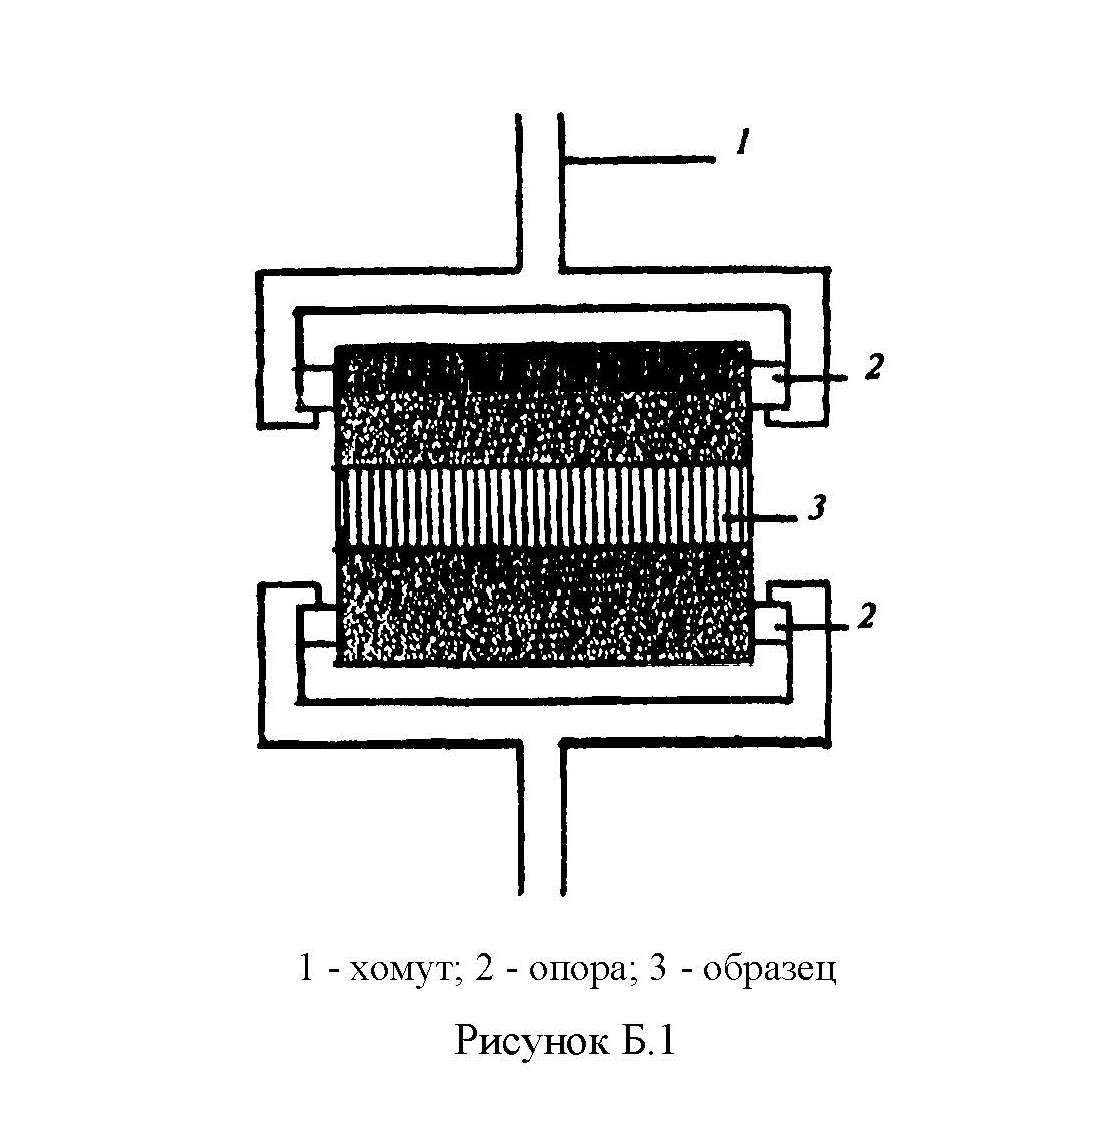 1
2
3
2
1 - хомут; 2 - опора; 3 - образец
Рисунок Б.1